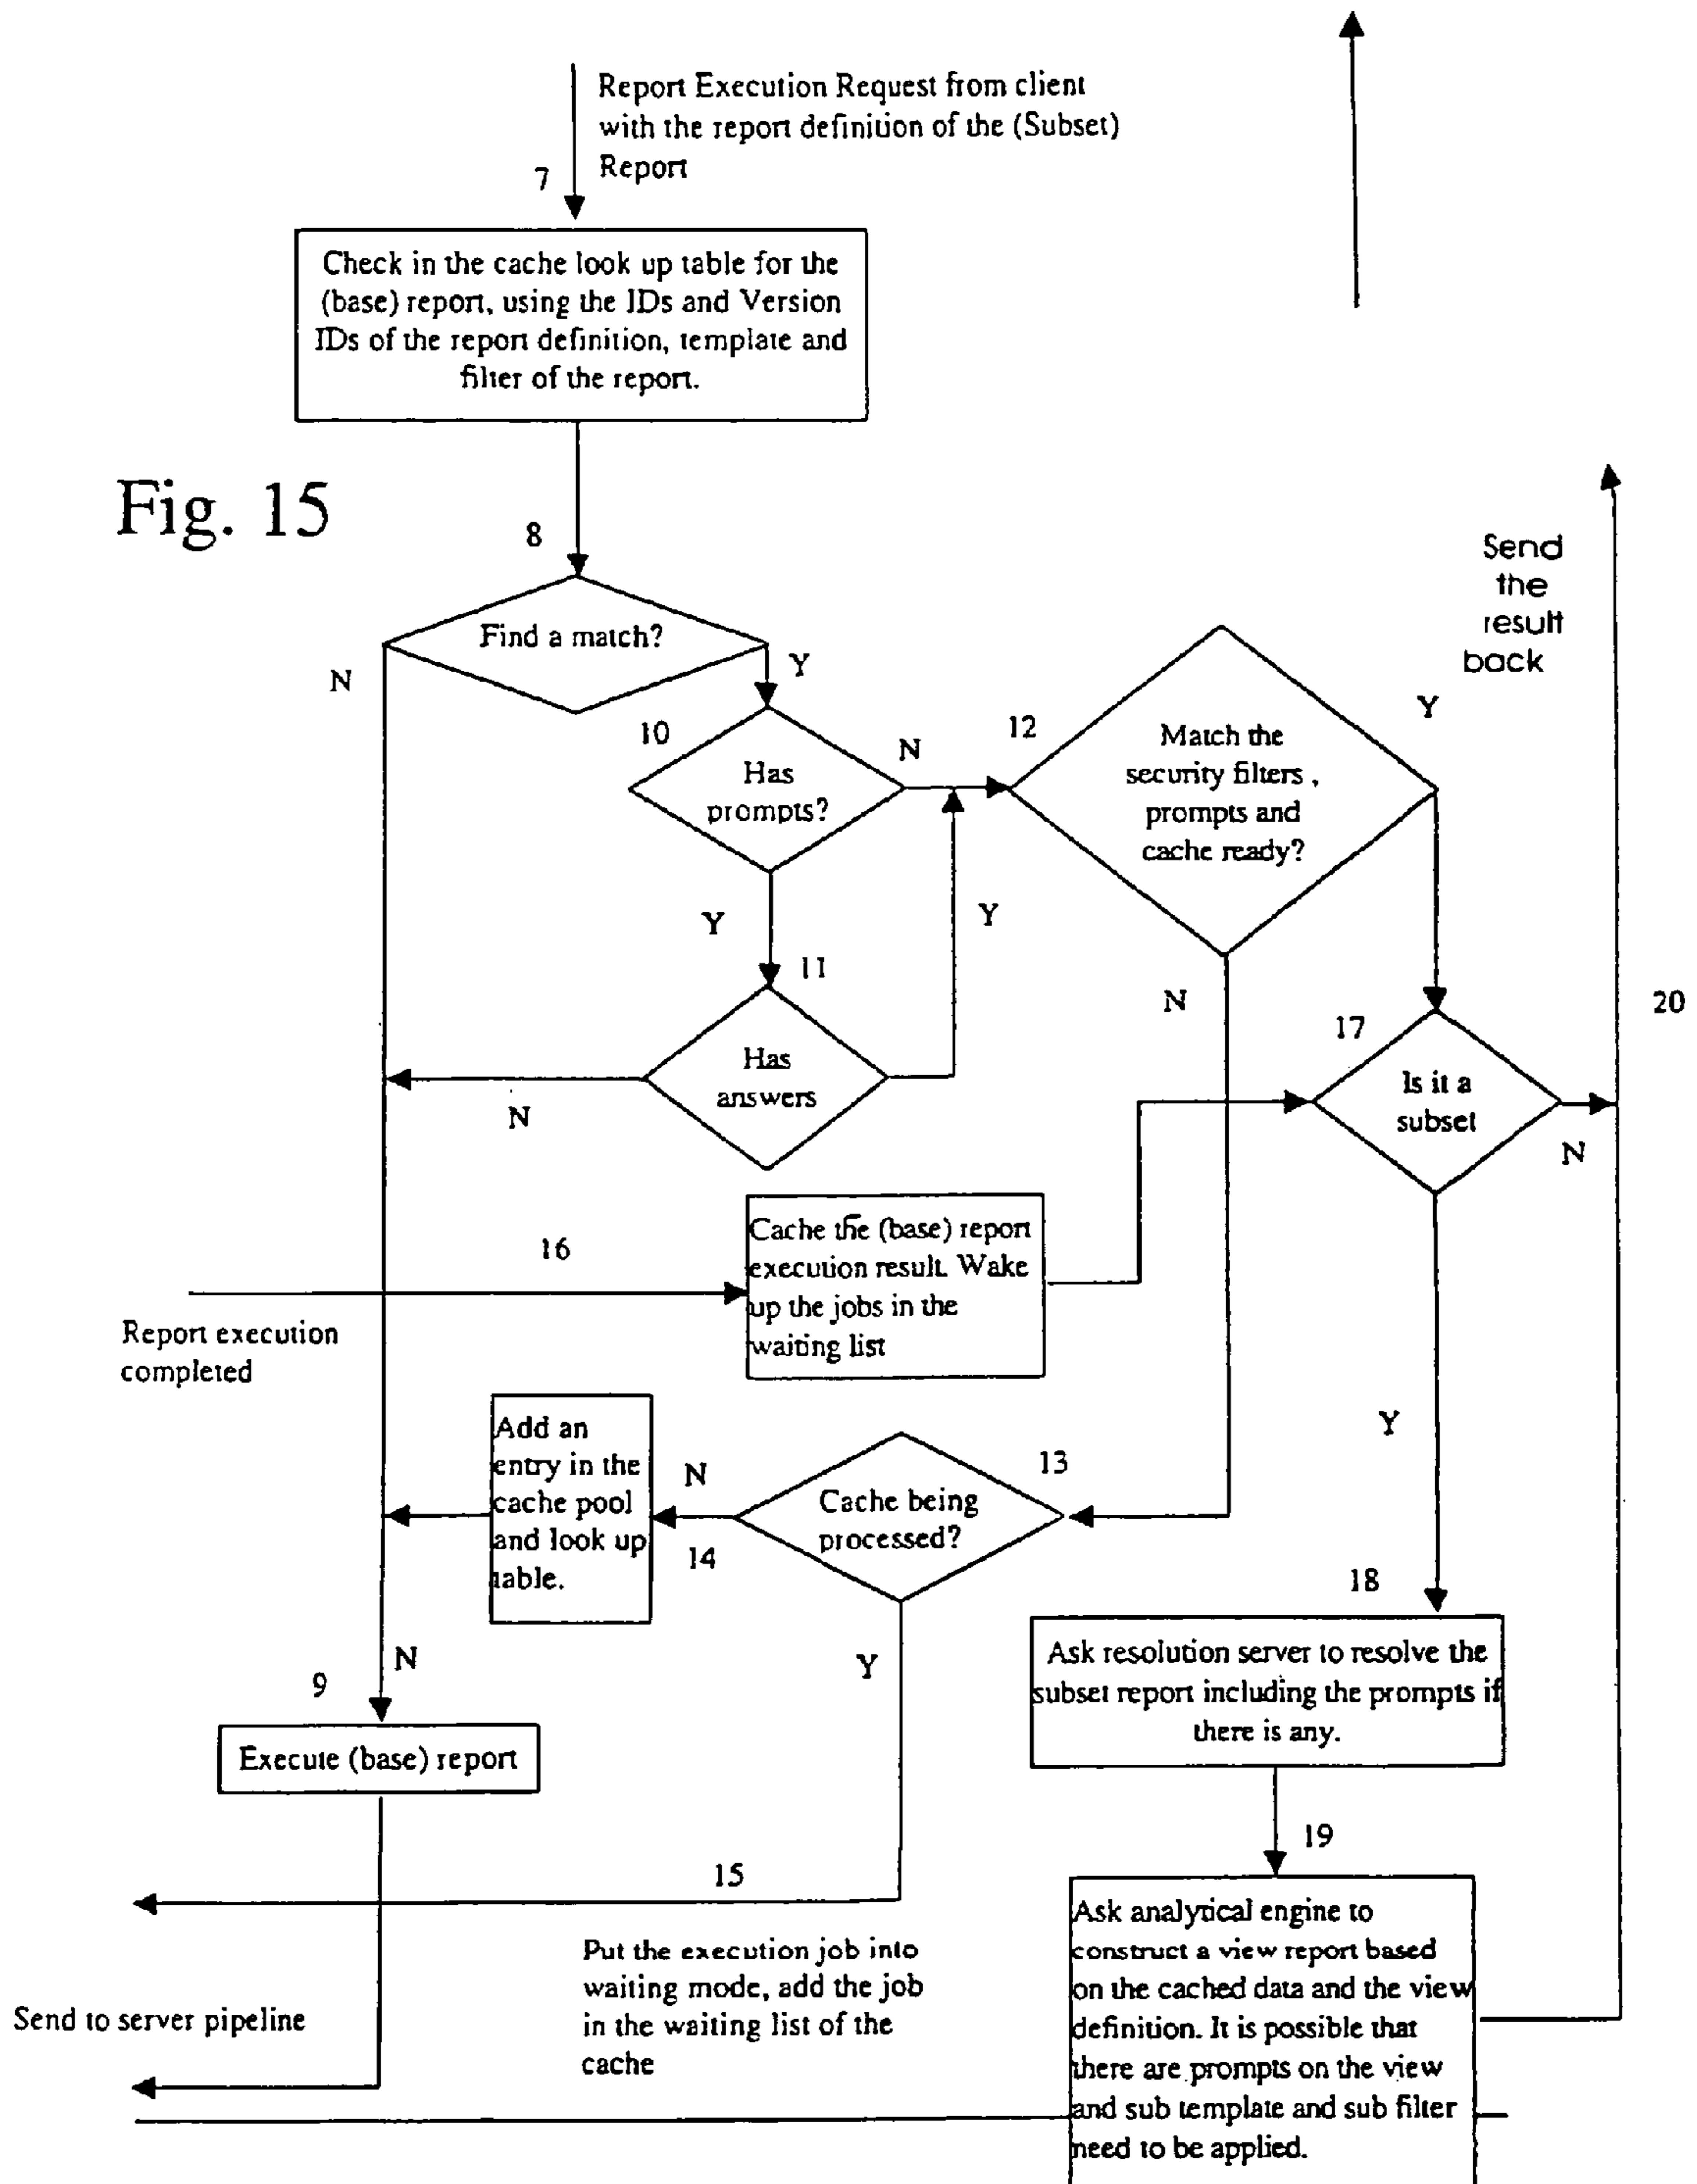 Report Execution Request from client
with the report definition of the (Subset)
Report
7
Check in the cache look up table for the
(base) report, using the IDs and Version
IDs of the report definition, template and
filter of the report.
Fig. 15
8
Find a match?
N
Y
Send
the
result
back
10
Has
prompts?
N
12
Match the
security filters ,
prompts and
cache ready?
Y
Y
11
Has
answers
Y
N
N
17
Is it a
subset
N
20
16
Report execution
completed
Cache the (base) report
execution result. Wake
up the jobs in the
waiting list
Add an
entry in the
cache pool
and look up
table.
N
14
13
Cache being
processed?
Y
Y
18
Ask resolution server to resolve the
subset report including the prompts if
there is any.
N
9
Execute (base) report
15
Put the execution job into
waiting mode, add the job
in the waiting list of the
cache
Send to server pipeline
19
Ask analytical engine to
construct a view report based
on the cached data and the view
definition. It is possible that
there are prompts on the view
and sub template and sub filter
need to be applied.